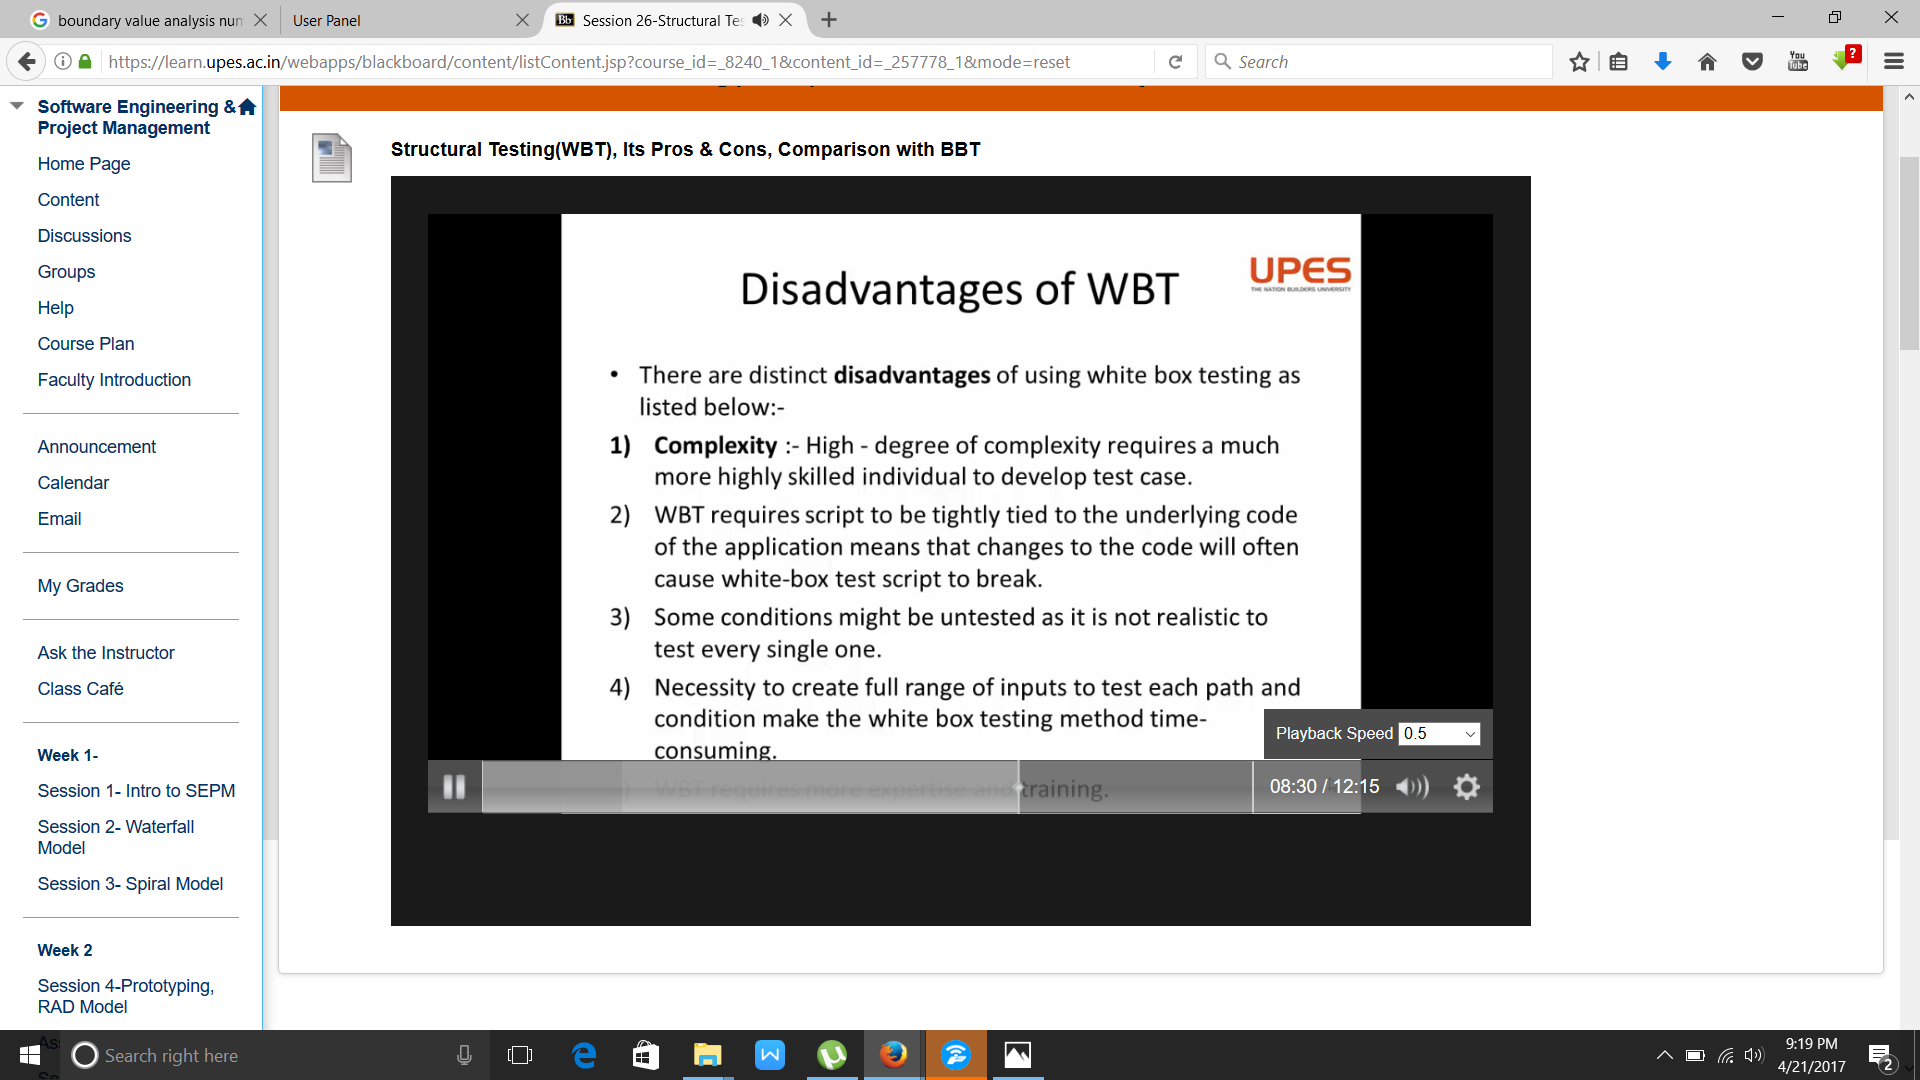 boundary value analysis num
User Panel
Bb Session 26-Structural Tes
https://learn.upes.ac.in/webapps/blackboard/content/listContent.jsp?course_id=_8240_1&content_id=_257778_1&mode=reset
Search
You Tube
?
Software Engineering &
Project Management
Home Page
Content
Discussions
Groups
Help
Course Plan
Faculty Introduction
Announcement
Calendar
Email
My Grades
Ask the Instructor
Class Café
Week 1-
Session 1- Intro to SEPM
Session 2- Waterfall
Model
Session 3- Spiral Model
Week 2
Session 4-Prototyping,
RAD Model
Structural Testing(WBT), Its Pros & Cons, Comparison with BBT
UPES
THE NATION BUILDERS UNIVERSITY
Disadvantages of WBT
• There are distinct disadvantages of using white box testing as
listed below:-
1) Complexity :- High - degree of complexity requires a much
more highly skilled individual to develop test case.
2) WBT requires script to be tightly tied to the underlying code
of the application means that changes to the code will often
cause white-box test script to break.
3) Some conditions might be untested as it is not realistic to
test every single one.
4) Necessity to create full range of inputs to test each path and
condition make the white box testing method time-
consuming.
WBT requires more expertise and training.
Playback Speed 0.5
08:30 / 12:15
Search right here
9:19 PM
4/21/2017
2